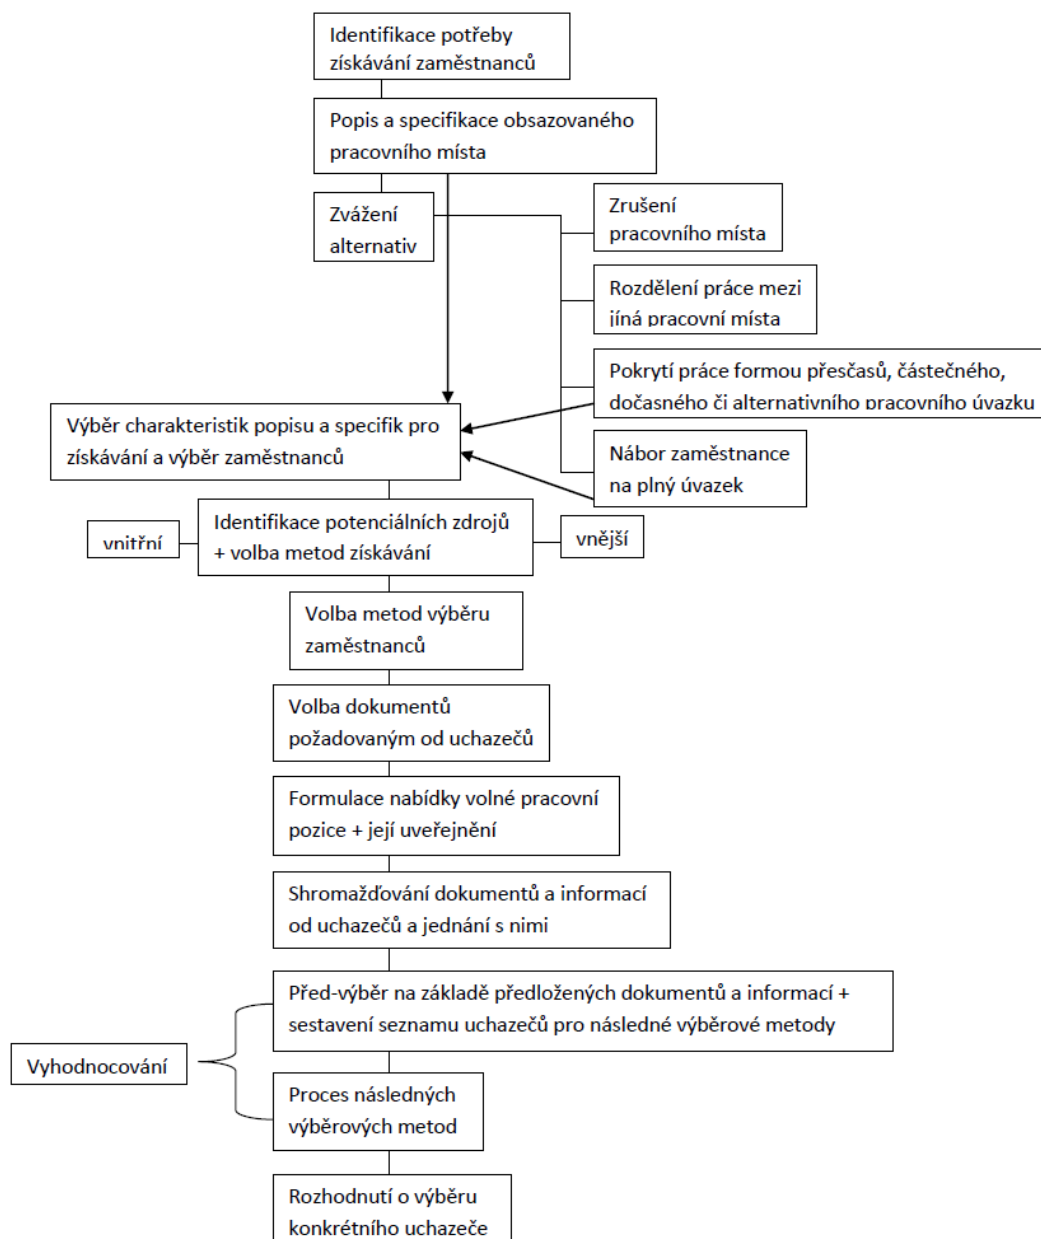 Identifikace potřeby
získávání zaměstnanců
Popis a specifikace obsazovaného
pracovního místa
Zvážení
alternativ
Zrušení
pracovního místa
Rozdělení práce mezi
jíná pracovní místa
Pokrytí práce formou přesčasů, částečného,
dočasného či alternativního pracovního úvazku
Nábor zaměstnance
na plný úvazek
Výběr charakteristik popisu a specifik pro
získávání a výběr zaměstnanců
Identifikace potenciálních zdrojů
+ volba metod získávání
vnitřní
vnější
Volba metod výběru
zaměstnanců
Volba dokumentů
požadovaným od uchazečů
Formulace nabídky volné pracovní
pozice + její uveřejnění
Shromažďování dokumentů a informací
od uchazečů a jednání s nimi
Před-výběr na základě předložených dokumentů a informací +
sestavení seznamu uchazečů pro následné výběrové metody
Vyhodnocování
Proces následných
výběrových metod
Rozhodnutí o výběru
konkrétního uchazeče